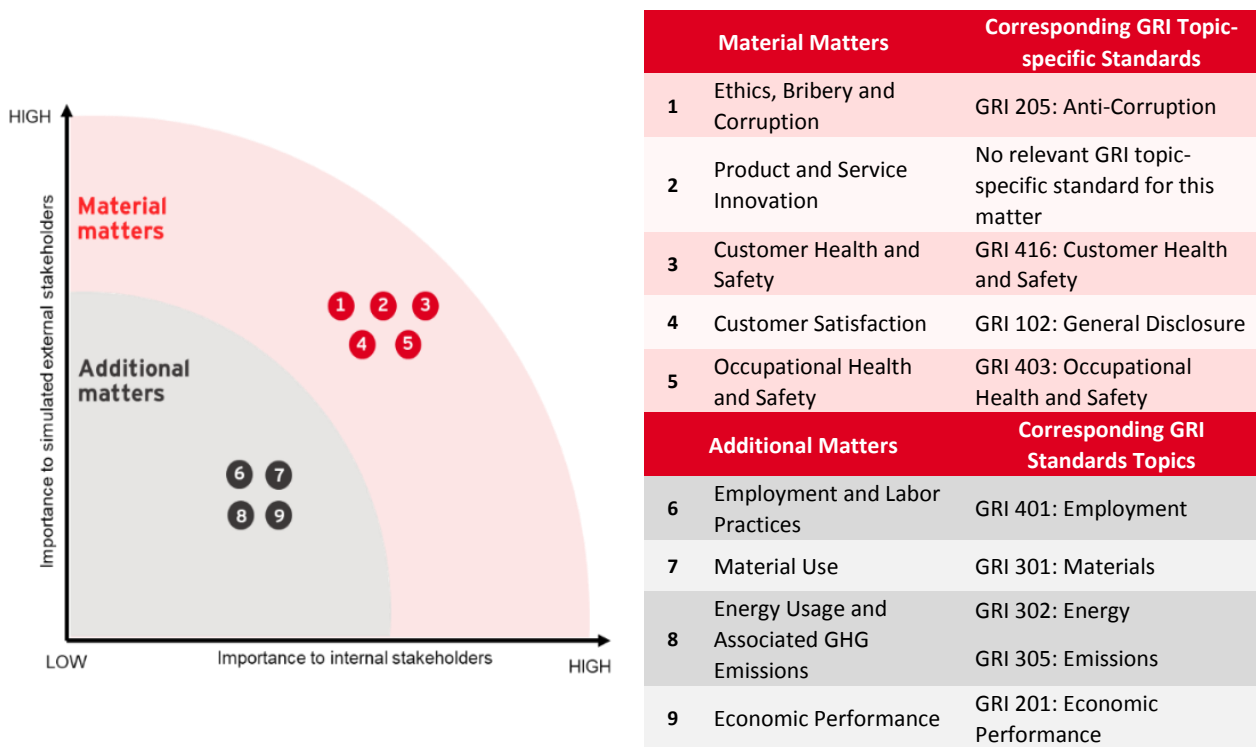 HIGH
Importance to simulated external stakeholders
Material
matters
1 2 3
4 5
Additional
matters
6 7
8 9
LOW
Importance to internal stakeholders
HIGH
Material Matters
Corresponding GRI Topic-
specific Standards
1
Ethics, Bribery and
Corruption
GRI 205: Anti-Corruption
2
Product and Service
Innovation
No relevant GRI topic-
specific standard for this
matter
3
Customer Health and
Safety
GRI 416: Customer Health
and Safety
4
Customer Satisfaction
GRI 102: General Disclosure
5
Occupational Health
and Safety
GRI 403: Occupational
Health and Safety
Additional Matters
Corresponding GRI
Standards Topics
6
Employment and Labor
Practices
GRI 401: Employment
7
Material Use
GRI 301: Materials
8
Energy Usage and
Associated GHG
Emissions
GRI 302: Energy
GRI 305: Emissions
9
Economic Performance
GRI 201: Economic
Performance